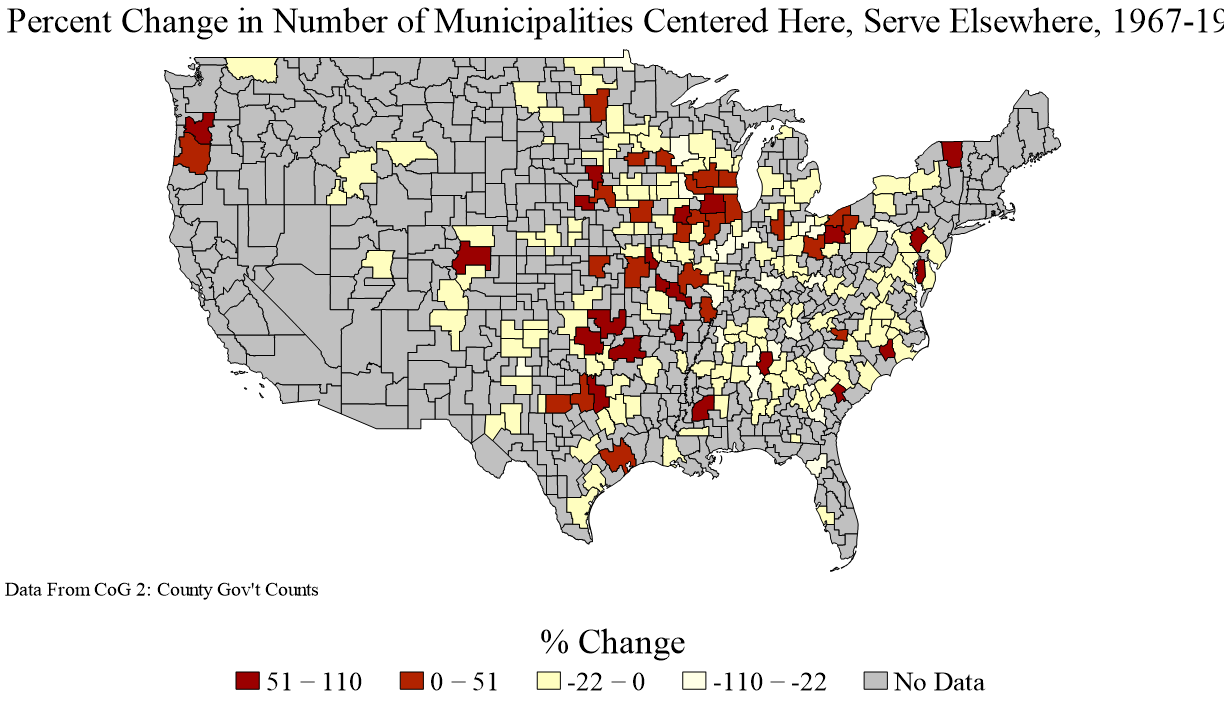 Percent Change in Number of Municipalities Centered Here, Serve Elsewhere, 1967-19
Data From CoG 2: County Gov't Counts
% Change
51 – 110 0 – 51 -22 – 0 -110 – -22 No Data